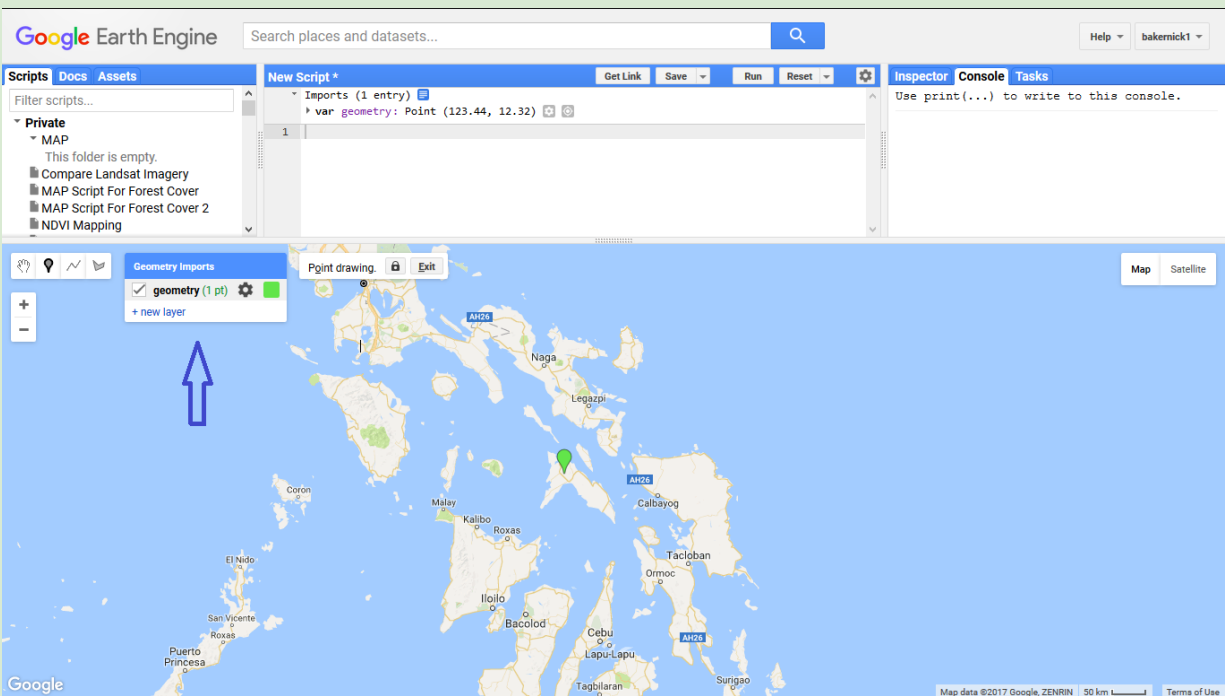 Google Earth Engine
Search places and datasets...
Help
bakernick1
Scripts Docs Assets
Filter scripts...
Private
MAP
This folder is empty.
Compare Landsat Imagery
MAP Script For Forest Cover
MAP Script For Forest Cover 2
NDVI Mapping
New Script *
Get Link
Save
Run
Reset
Imports (1 entry)
var geometry: Point (123.44, 12.32)
1
Inspector Console Tasks
Use print(...) to write to this console.
Geometry Imports
geometry (1 pt)
+ new layer
Point drawing.
Exit
+
−
Map
Satellite
AH26
Naga
Legazpi
AH26
Calbayog
Coron
Malay
Kalibo
Roxas
Tacloban
Ormoc
El Nido
Iloilo
Bacolod
San Vicente
Roxas
Cebu
AH26
Puerto
Princesa
Lapu-Lapu
Surigao
Tagbilaran
Google
Map data ©2017 Google, ZENRIN
50 km
Terms of Use